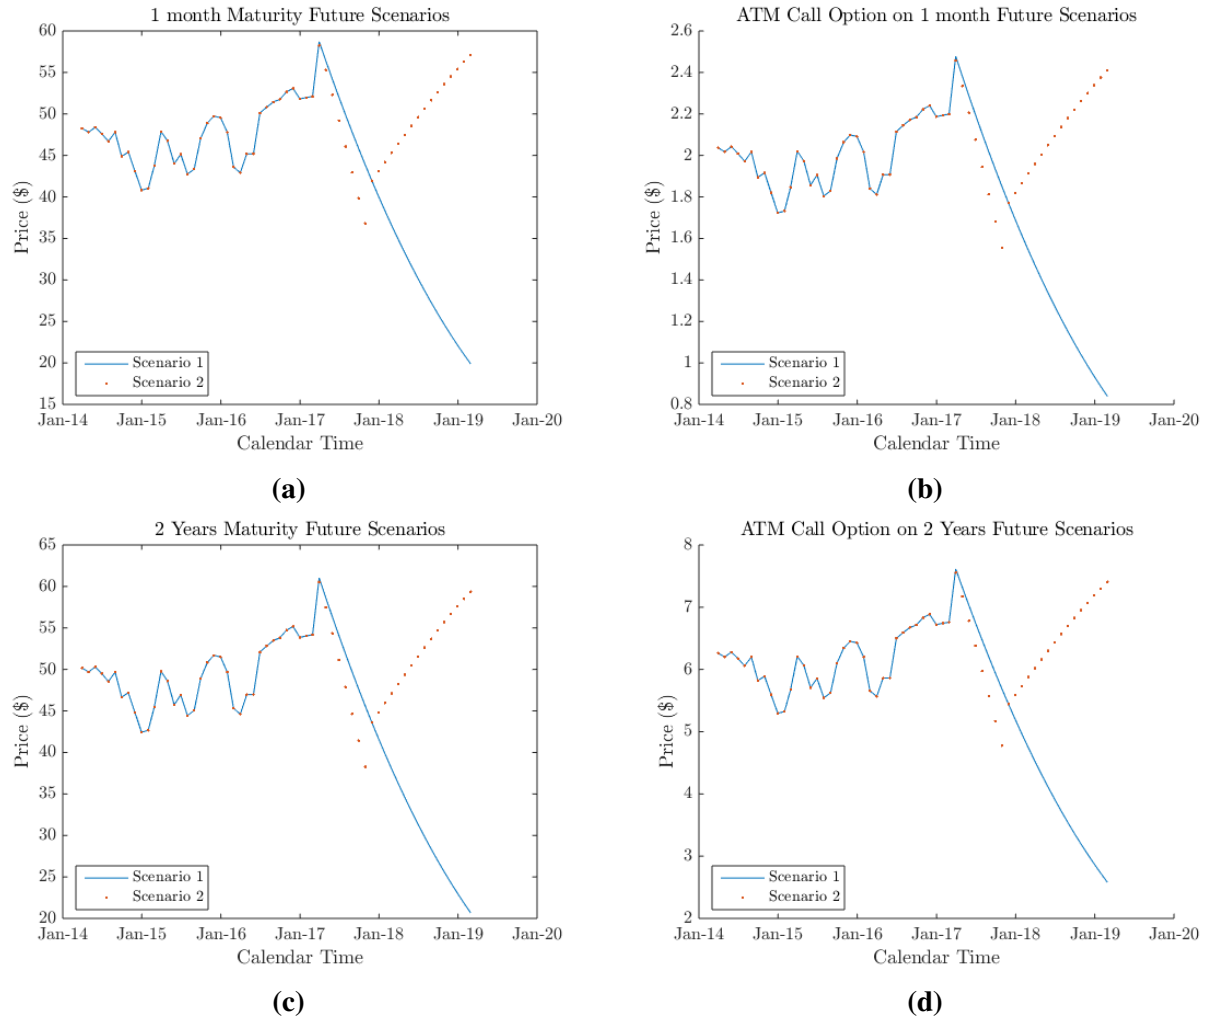 1 month Maturity Future Scenarios
60
55
50
45
40
35
30
25
20
15
Price ($)
Jan-14 Jan-15 Jan-16 Jan-17 Jan-18 Jan-19 Jan-20
Calendar Time
Scenario 1
Scenario 2
(a)
ATM Call Option on 1 month Future Scenarios
2.6
2.4
2.2
2
1.8
1.6
1.4
1.2
1
0.8
Price ($)
Jan-14 Jan-15 Jan-16 Jan-17 Jan-18 Jan-19 Jan-20
Calendar Time
Scenario 1
Scenario 2
(b)
2 Years Maturity Future Scenarios
65
60
55
50
45
40
35
30
25
20
Price ($)
Jan-14 Jan-15 Jan-16 Jan-17 Jan-18 Jan-19 Jan-20
Calendar Time
Scenario 1
Scenario 2
(c)
ATM Call Option on 2 Years Future Scenarios
8
7
6
5
4
3
2
Price ($)
Jan-14 Jan-15 Jan-16 Jan-17 Jan-18 Jan-19 Jan-20
Calendar Time
Scenario 1
Scenario 2
(d)